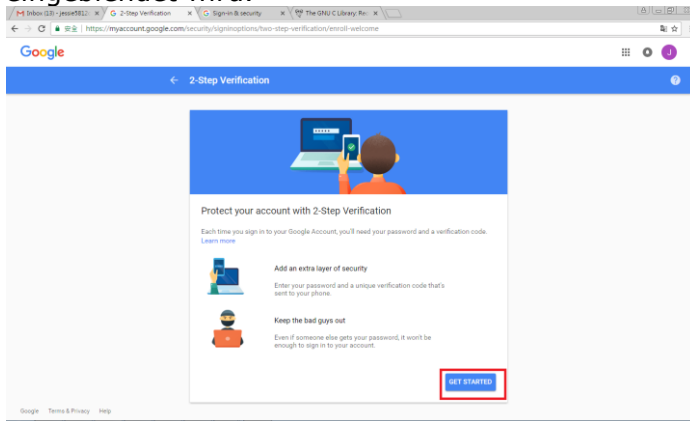 eingeblendet wird.
Inbox (13) - jessie5812 2-Step Verification Sign-in & security The GNU C Library: Re
安全 https://myaccount.google.com/security/signinoptions/two-step-verification/enroll-welcome
Google
J
← 2-Step Verification
Protect your account with 2-Step Verification
Each time you sign in to your Google Account, you'll need your password and a verification code.
Learn more
Add an extra layer of security
Enter your password and a unique verification code that's
sent to your phone.
Keep the bad guys out
Even if someone else gets your password, it won't be
enough to sign in to your account.
GET STARTED
Google Terms & Privacy Help